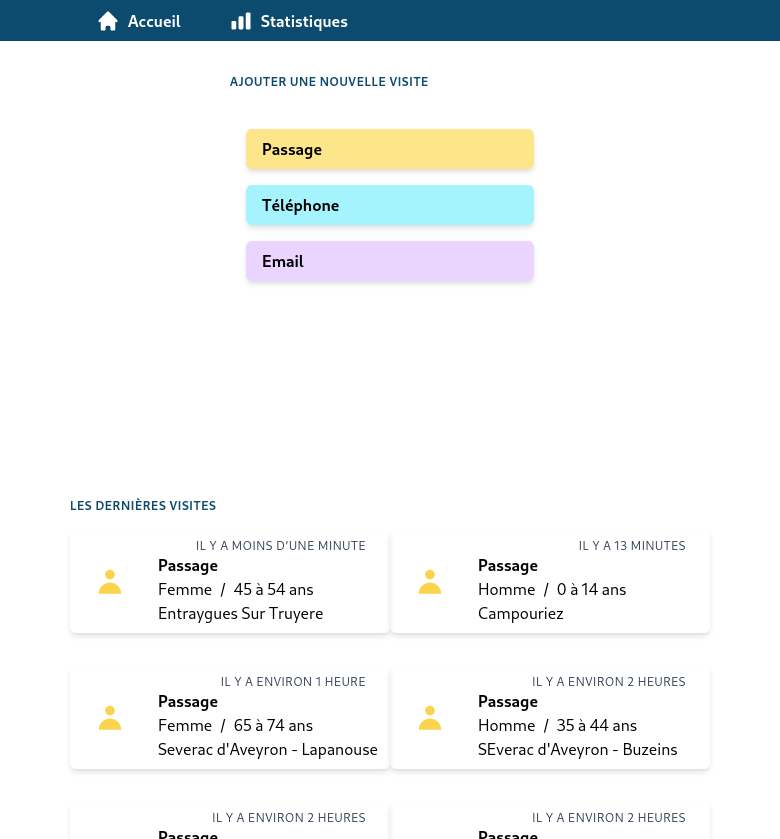 Accueil
Statistiques
AJOUTER UNE NOUVELLE VISITE
Passage
Téléphone
Email
LES DERNIÈRES VISITES
IL Y A MOINS D'UNE MINUTE
Passage
Femme / 45 à 54 ans
Entraygues Sur Truyere
IL Y A 13 MINUTES
Passage
Homme / 0 à 14 ans
Campouriez
IL Y A ENVIRON 1 HEURE
Passage
Femme / 65 à 74 ans
Severac d'Aveyron - Lapanouse
IL Y A ENVIRON 2 HEURES
Passage
Homme / 35 à 44 ans
SEverac d'Aveyron - Buzeins
IL Y A ENVIRON 2 HEURES
Passage
IL Y A ENVIRON 2 HEURES
Passage